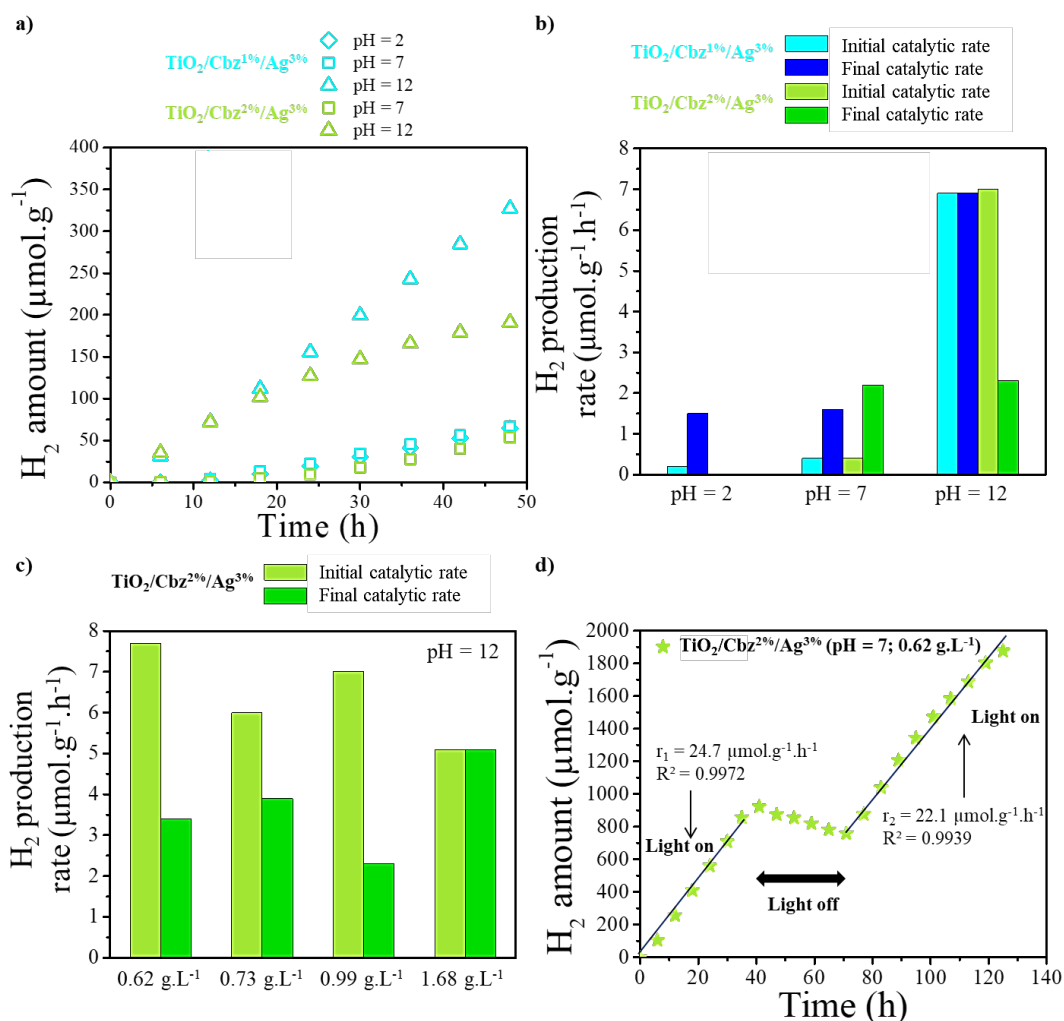 a)
TiO₂/Cbz¹%/Ag³%
pH = 2
pH = 7
pH = 12
TiO₂/Cbz²%/Ag³%
pH = 7
pH = 12
H₂ amount (µmol.g⁻¹)
400
350
300
250
200
150
100
50
0
0
10
20
30
40
50
Time (h)
b)
TiO₂/Cbz¹%/Ag³%
Initial catalytic rate
Final catalytic rate
TiO₂/Cbz²%/Ag³%
Initial catalytic rate
Final catalytic rate
H₂ production
rate (µmol.g⁻¹.h⁻¹)
8
7
6
5
4
3
2
1
0
pH = 2
pH = 7
pH = 12
c)
TiO₂/Cbz²%/Ag³%
Initial catalytic rate
Final catalytic rate
pH = 12
H₂ production
rate (µmol.g⁻¹.h⁻¹)
8
7
6
5
4
3
2
1
0
0.62 g.L⁻¹
0.73 g.L⁻¹
0.99 g.L⁻¹
1.68 g.L⁻¹
d)
TiO₂/Cbz²%/Ag³% (pH = 7; 0.62 g.L⁻¹)
H₂ amount (µmol.g⁻¹)
2000
1800
1600
1400
1200
1000
800
600
400
200
0
Light on
r₁ = 24.7 µmol.g⁻¹.h⁻¹
R² = 0.9972
Light on
r₂ = 22.1 µmol.g⁻¹.h⁻¹
R² = 0.9939
Light off
0
20
40
60
80
100
120
140
Time (h)